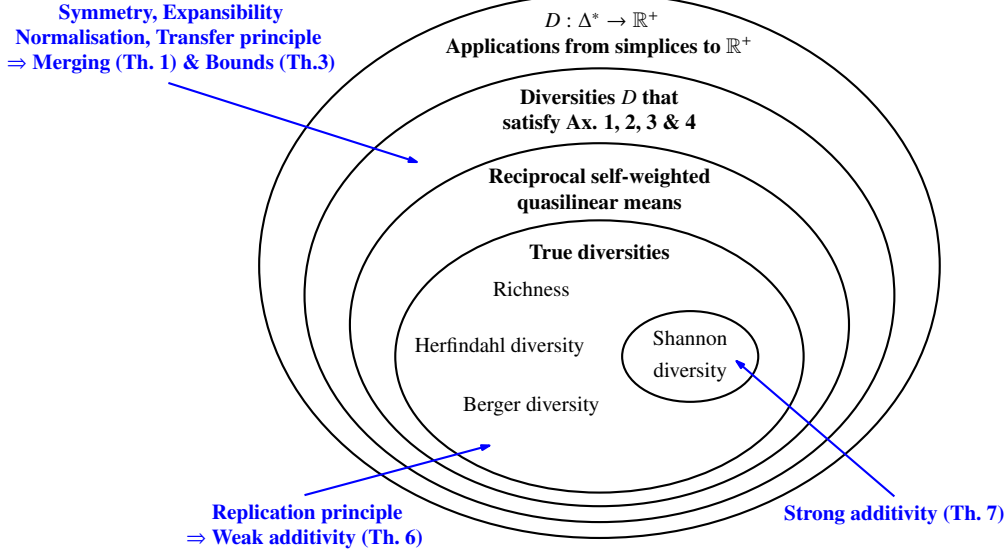 Symmetry, Expansibility
Normalisation, Transfer principle
⇒ Merging (Th. 1) & Bounds (Th.3)
D : Δ* → ℝ⁺
Applications from simplices to ℝ⁺
Diversities D that
satisfy Ax. 1, 2, 3 & 4
Reciprocal self-weighted
quasilinear means
True diversities
Richness
Herfindahl diversity
Berger diversity
Shannon
diversity
Replication principle
⇒ Weak additivity (Th. 6)
Strong additivity (Th. 7)